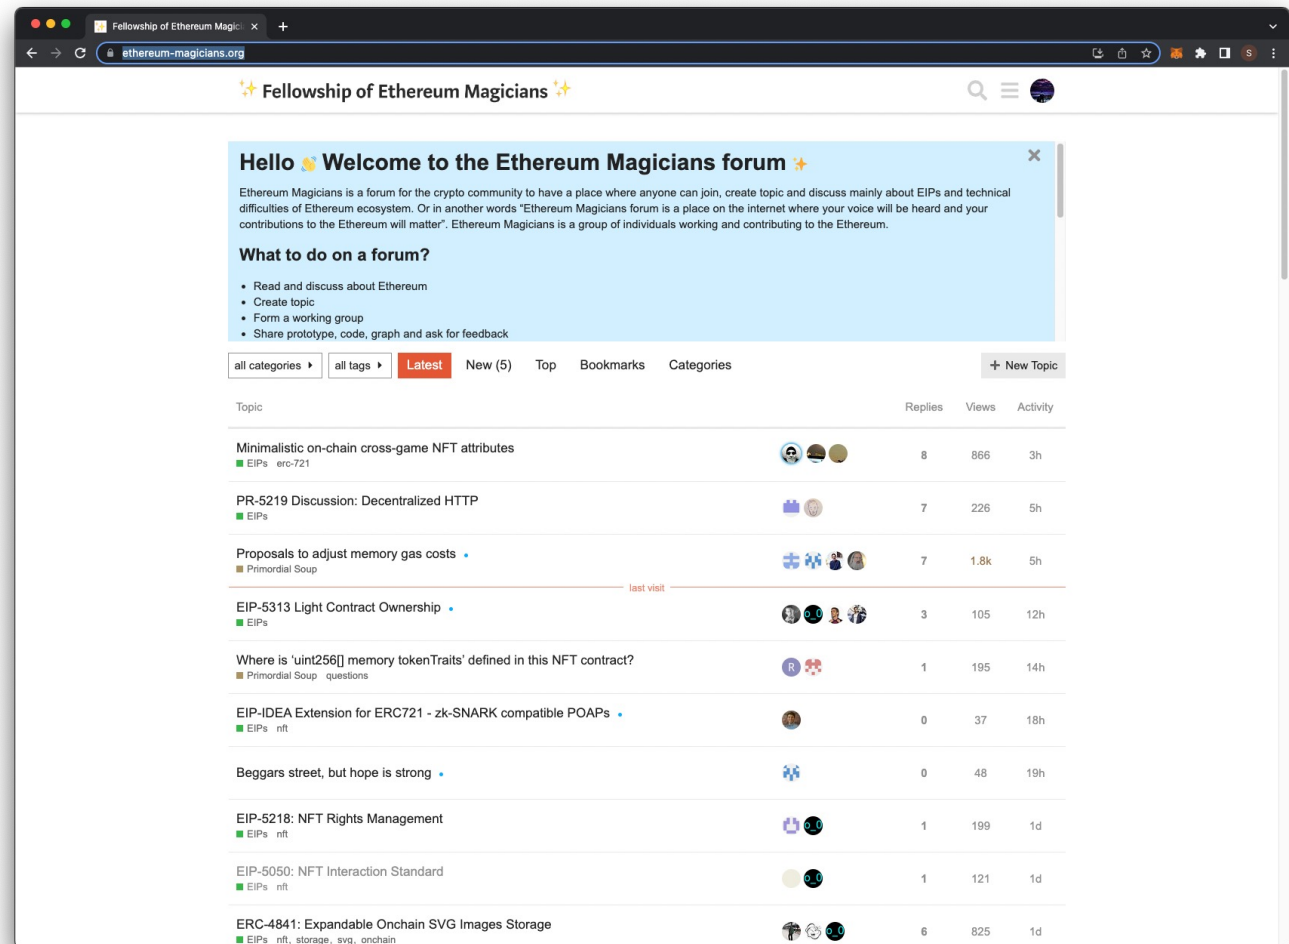 Fellowship of Ethereum Magici
ethereum-magicians.org
S
Fellowship of Ethereum Magicians
Hello Welcome to the Ethereum Magicians forum
Ethereum Magicians is a forum for the crypto community to have a place where anyone can join, create topic and discuss mainly about EIPs and technical
difficulties of Ethereum ecosystem. Or in another words “Ethereum Magicians forum is a place on the internet where your voice will be heard and your
contributions to the Ethereum will matter”. Ethereum Magicians is a group of individuals working and contributing to the Ethereum.
What to do on a forum?
• Read and discuss about Ethereum
• Create topic
• Form a working group
• Share prototype, code, graph and ask for feedback
all categories all tags Latest New (5) Top Bookmarks Categories + New Topic
Topic Replies Views Activity
Minimalistic on-chain cross-game NFT attributes 8 866 3h
EIPs erc-721
PR-5219 Discussion: Decentralized HTTP 7 226 5h
EIPs
Proposals to adjust memory gas costs 7 1.8k 5h
Primordial Soup
last visit
EIP-5313 Light Contract Ownership o_0 3 105 12h
EIPs
Where is ‘uint256[] memory tokenTraits’ defined in this NFT contract? R 1 195 14h
Primordial Soup questions
EIP-IDEA Extension for ERC721 - zk-SNARK compatible POAPs 0 37 18h
EIPs nft
Beggars street, but hope is strong 0 48 19h
EIP-5218: NFT Rights Management o_0 1 199 1d
EIPs nft
EIP-5050: NFT Interaction Standard o_0 1 121 1d
EIPs nft
ERC-4841: Expandable Onchain SVG Images Storage o_0 6 825 1d
EIPs nft, storage, svg, onchain